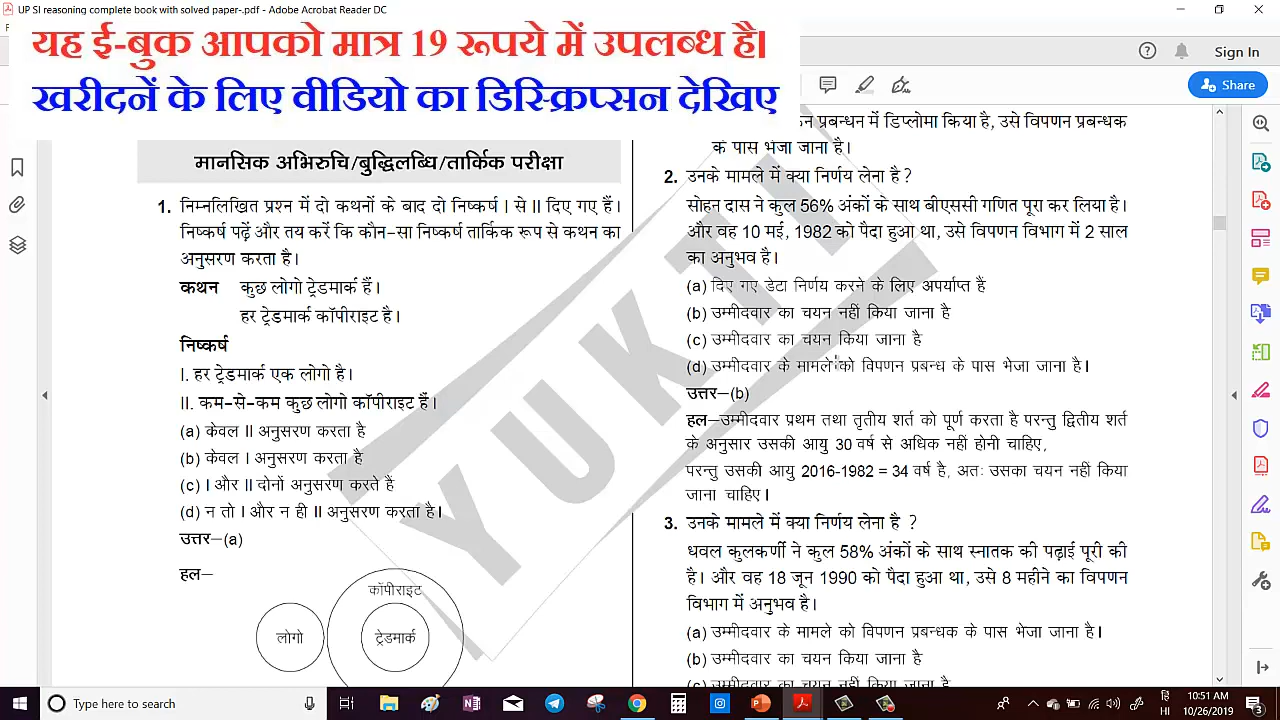 UP SI reasoning complete book with solved paper-.pdf - Adobe Acrobat Reader DC
यह ई-बुक आपको मात्र 19 रूपये में उपलब्ध है।
खरीदनें के लिए वीडियो का डिस्क्रिप्सन देखिए
Sign In
Share
मानसिक अभिरुचि/बुद्धिलब्धि/तार्किक परीक्षा
1. निम्नलिखित प्रश्न में दो कथनों के बाद दो निष्कर्ष I से II दिए गए हैं।
निष्कर्ष पढ़ें और तय करें कि कौन-सा निष्कर्ष तार्किक रूप से कथन का
अनुसरण करता है।
कथन कुछ लोगो ट्रेडमार्क हैं।
हर ट्रेडमार्क कॉपीराइट है।
निष्कर्ष
I. हर ट्रेडमार्क एक लोगो है।
II. कम-से-कम कुछ लोगो कॉपीराइट हैं।
(a) केवल II अनुसरण करता है
(b) केवल I अनुसरण करता है
(c) I और II दोनों अनुसरण करते है
(d) न तो I और न ही II अनुसरण करता है।
उत्तर–(a)
हल–
कॉपीराइट
लोगो
ट्रेडमार्क
प्रबन्धन में डिप्लोमा किया है, उसे विपणन प्रबन्धक
के पास भेजा जाना है।
2. उनके मामले में क्या निर्णय लेना है ?
सोहन दास ने कुल 56% अंकों के साथ बीएससी गणित पूरा कर लिया है।
और वह 10 मई, 1982 को पैदा हुआ था, उसे विपणन विभाग में 2 साल
का अनुभव है।
(a) दिए गए डेटा निर्णय करने के लिए अपर्याप्त हैं
(b) उम्मीदवार का चयन नहीं किया जाना है
(c) उम्मीदवार का चयन किया जाना है
(d) उम्मीदवार के मामले को विपणन प्रबन्ध के पास भेजा जाना है।
उत्तर–(b)
हल–उम्मीदवार प्रथम तथा तृतीय शर्त को पूर्ण करता है परन्तु द्वितीय शर्त
के अनुसार उसकी आयु 30 वर्ष से अधिक नहीं होनी चाहिए,
परन्तु उसकी आयु 2016-1982 = 34 वर्ष है, अतः उसका चयन नहीं किया
जाना चाहिए।
3. उनके मामले में क्या निर्णय लेना है ?
धवल कुलकर्णी ने कुल 58% अंकों के साथ स्नातक की पढ़ाई पूरी की
है। और वह 18 जून 1990 को पैदा हुआ था, उसे 8 महीने का विपणन
विभाग में अनुभव है।
(a) उम्मीदवार के मामले को विपणन प्रबन्धक के पास भेजा जाना है।
(b) उम्मीदवार का चयन किया जाना है
(c) उम्मीदवार का चयन नहीं किया जाना है
YUKTI
Type here to search
हि
HI
10:51 AM
10/26/2019
3